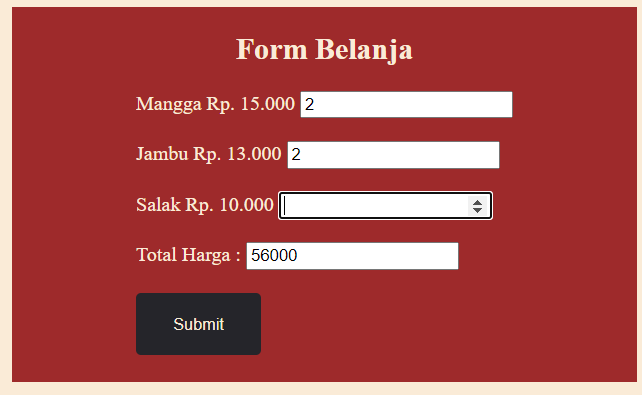 Form Belanja
Mangga Rp. 15.000 2
Jambu Rp. 13.000 2
Salak Rp. 10.000
Total Harga : 56000
Submit